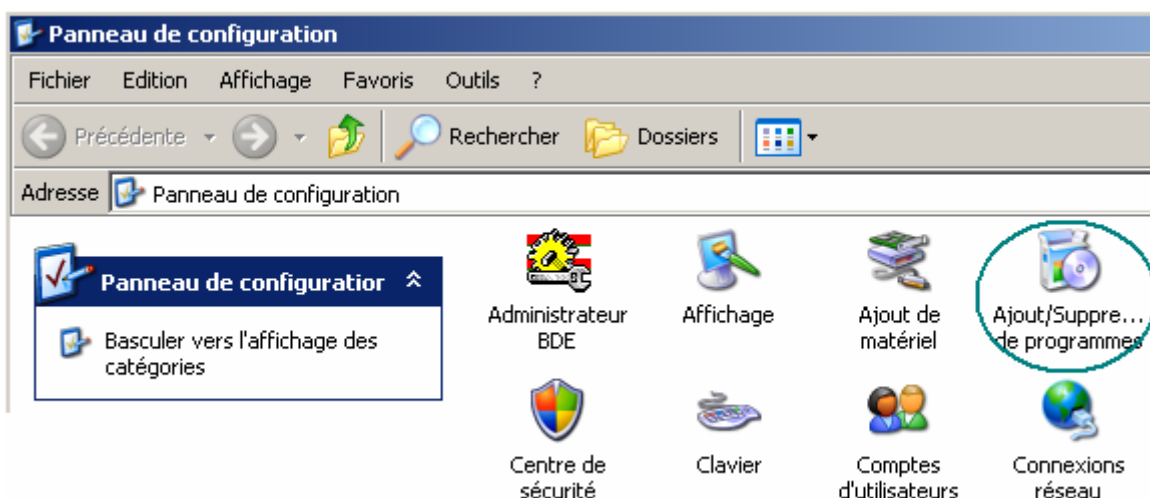 Panneau de configuration
Fichier Edition Affichage Favoris Outils ?
Précédente Rechercher Dossiers
Adresse Panneau de configuration
Panneau de configuratior
Basculer vers l'affichage des
catégories
Administrateur
BDE
Affichage
Ajout de
matériel
Ajout/Suppre...
de programmes
Centre de
sécurité
Clavier
Comptes
d'utilisateurs
Connexions
réseau